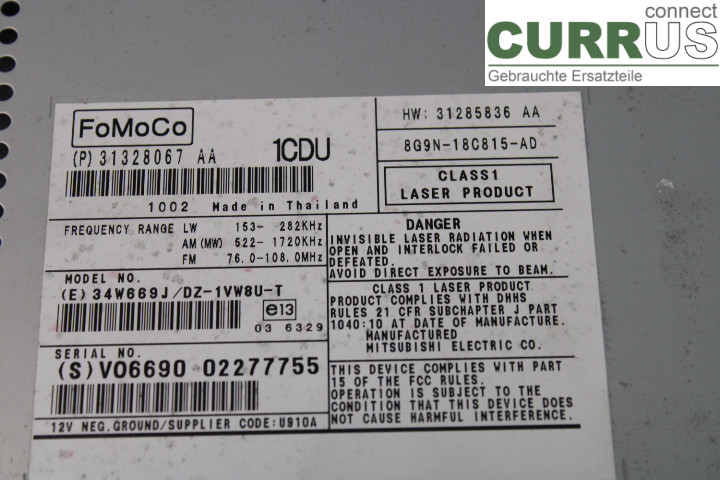 connect
CURRUS
Gebrauchte Ersatzteile
FoMoCo
(P) 31328067 AA
1CDU
1002 Made in Thailand
HW: 31285836 AA
8G9N-18C815-AD
CLASS1
LASER PRODUCT
FREQUENCY RANGE LW 153- 282KHz
AM(MW) 522-1720KHz
FM 76.0-108.0MHz
MODEL NO.
(E) 34W669J/DZ-1VW8U-T
e13
03 6329
SERIAL NO.
(S)V06690 02277755
12V NEG.GROUND/SUPPLIER CODE:U910A
DANGER
INVISIBLE LASER RADIATION WHEN
OPEN AND INTERLOCK FAILED OR
DEFEATED.
AVOID DIRECT EXPOSURE TO BEAM.
CLASS 1 LASER PRODUCT
PRODUCT COMPLIES WITH DHHS
RULES 21 CFR SUBCHAPTER J PART
1040:10 AT DATE OF MANUFACTURE.
MANUFACTURED
MITSUBISHI ELECTRIC CO.
THIS DEVICE COMPLIES WITH PART
15 OF THE FCC RULES.
OPERATION IS SUBJECT TO THE
CONDITION THAT THIS DEVICE DOES
NOT CAUSE HARMFUL INTERFERENCE.